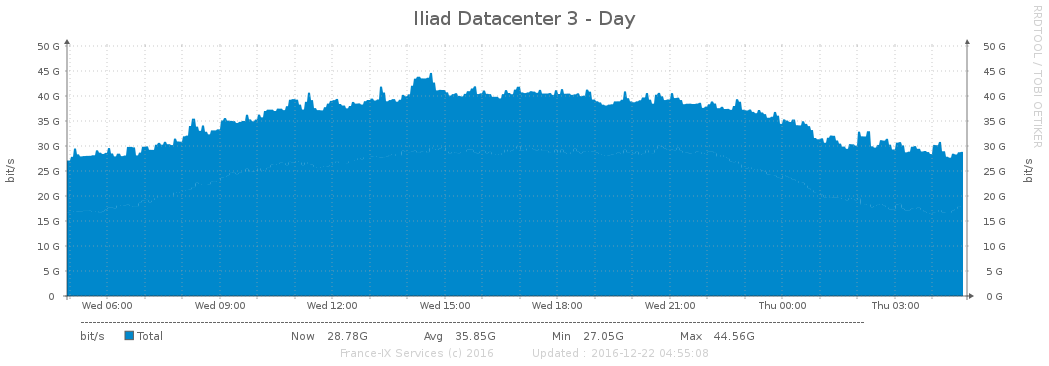 Iliad Datacenter 3 - Day
RRDTOOL / TOBI OETIKER
bit/s
50 G 50 G
45 G 45 G
40 G 40 G
35 G 35 G
30 G 30 G
25 G 25 G
20 G 20 G
15 G 15 G
10 G 10 G
5 G 5 G
0 0 G
bit/s
Wed 06:00 Wed 09:00 Wed 12:00 Wed 15:00 Wed 18:00 Wed 21:00 Thu 00:00 Thu 03:00
bit/s Total Now 28.78G Avg 35.85G Min 27.05G Max 44.56G
France-IX Services (c) 2016 Updated : 2016-12-22 04:55:08